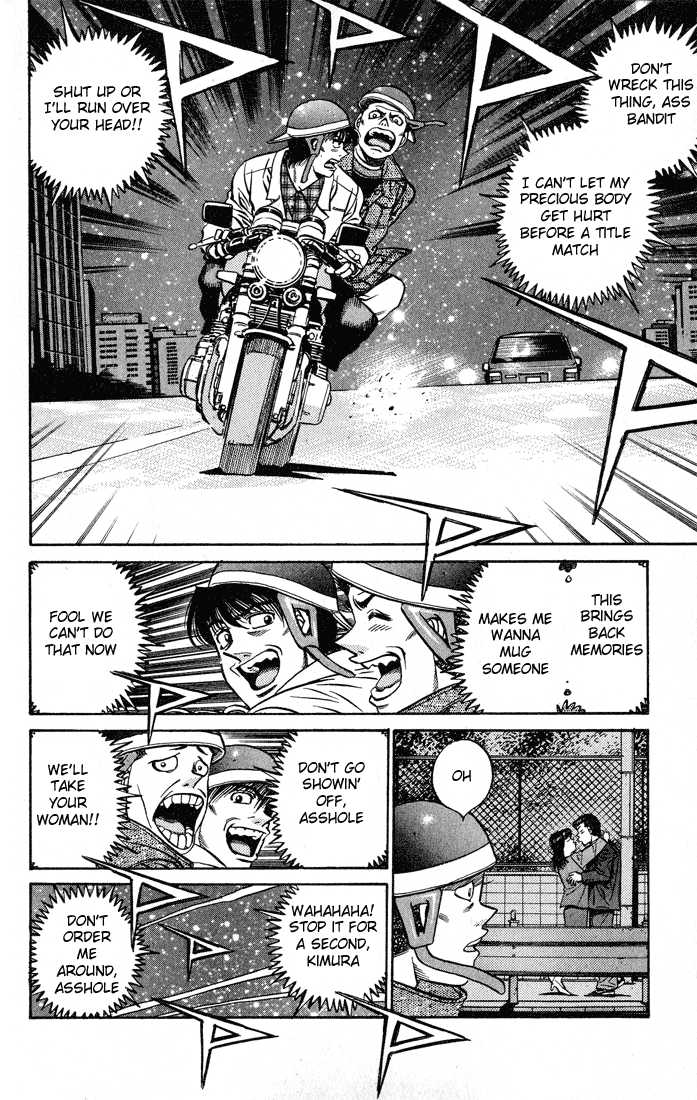 P P P
DON'T
WRECK THIS
THING, ASS
BANDIT
I CAN'T LET MY
PRECIOUS BODY
GET HURT
BEFORE A TITLE
MATCH
SHUT UP OR
I'LL RUN OVER
YOUR HEAD!!
P
P
THIS
BRINGS
BACK
MEMORIES
MAKES ME
WANNA
MUG
SOMEONE
FOOL WE
CAN'T DO
THAT NOW
P
OH
DON'T GO
SHOWIN'
OFF,
ASSHOLE
WE'LL
TAKE
YOUR
WOMAN!!
P
WAHAHAHA!
STOP IT FOR
A SECOND,
KIMURA
DON'T
ORDER
ME
AROUND,
ASSHOLE
P
P